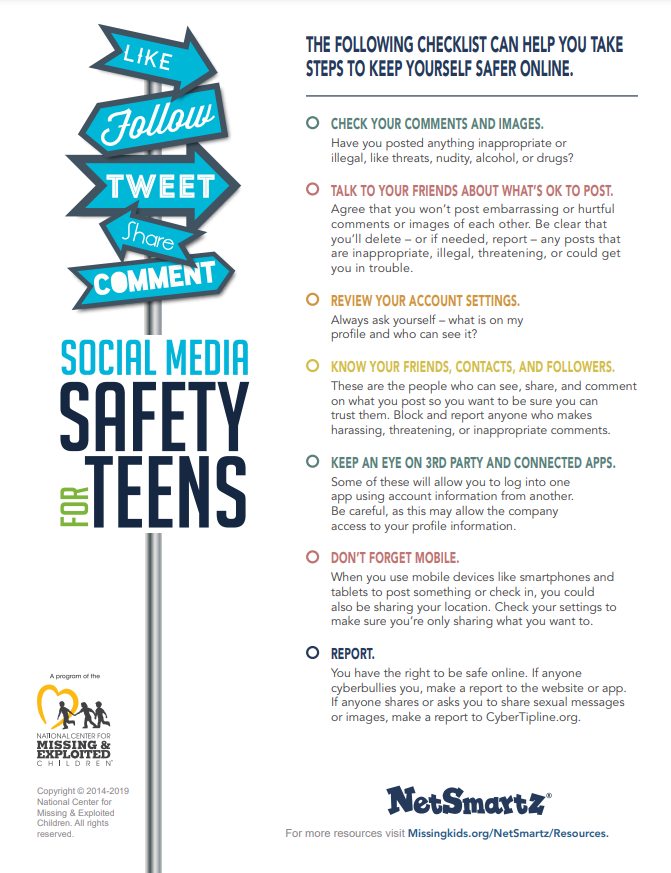 LIKE
Follow
TWEET
Share
COMMENT
SOCIAL MEDIA
SAFETY
FOR TEENS
A program of the
NATIONAL CENTER FOR
MISSING &
EXPLOITED
CHILDREN
Copyright © 2014-2019
National Center for
Missing & Exploited
Children. All rights
reserved.
THE FOLLOWING CHECKLIST CAN HELP YOU TAKE
STEPS TO KEEP YOURSELF SAFER ONLINE.
CHECK YOUR COMMENTS AND IMAGES.
Have you posted anything inappropriate or
illegal, like threats, nudity, alcohol, or drugs?
TALK TO YOUR FRIENDS ABOUT WHAT'S OK TO POST.
Agree that you won't post embarrassing or hurtful
comments or images of each other. Be clear that
you'll delete – or if needed, report – any posts that
are inappropriate, illegal, threatening, or could get
you in trouble.
REVIEW YOUR ACCOUNT SETTINGS.
Always ask yourself – what is on my
profile and who can see it?
KNOW YOUR FRIENDS, CONTACTS, AND FOLLOWERS.
These are the people who can see, share, and comment
on what you post so you want to be sure you can
trust them. Block and report anyone who makes
harassing, threatening, or inappropriate comments.
KEEP AN EYE ON 3RD PARTY AND CONNECTED APPS.
Some of these will allow you to log into one
app using account information from another.
Be careful, as this may allow the company
access to your profile information.
DON'T FORGET MOBILE.
When you use mobile devices like smartphones and
tablets to post something or check in, you could
also be sharing your location. Check your settings to
make sure you're only sharing what you want to.
REPORT.
You have the right to be safe online. If anyone
cyberbullies you, make a report to the website or app.
If anyone shares or asks you to share sexual messages
or images, make a report to CyberTipline.org.
NetSmartz®
For more resources visit Missingkids.org/NetSmartz/Resources.